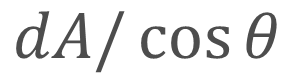 dA/ cos θ